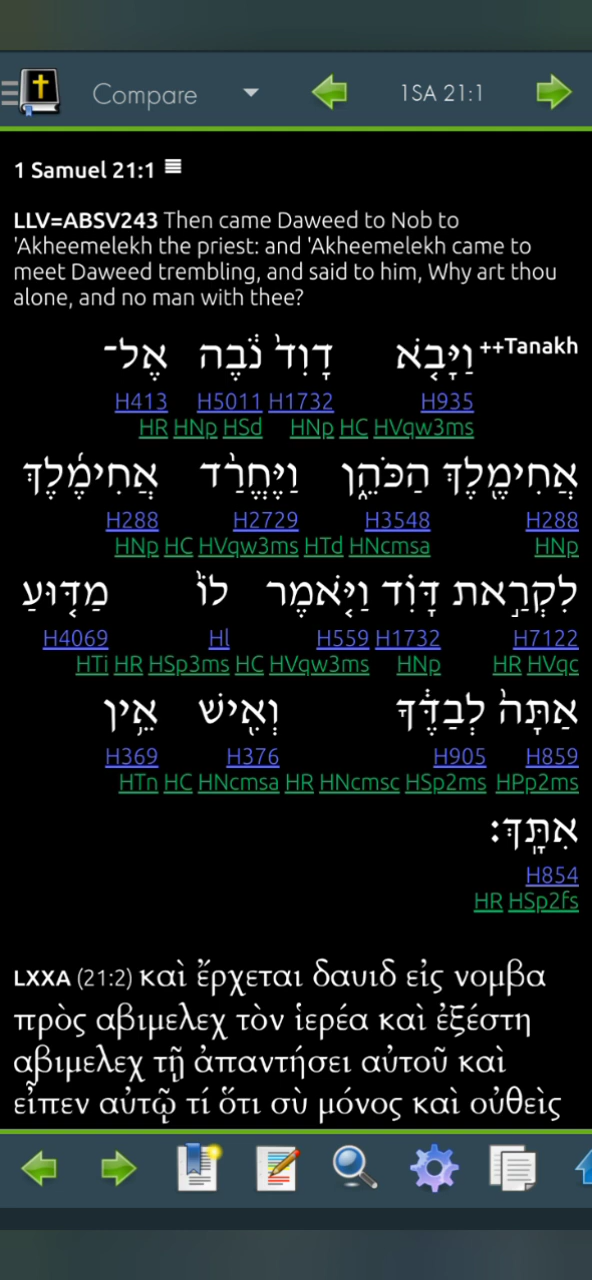 Compare
1SA 21:1
1 Samuel 21:1
LLV=ABSV243 Then came Daweed to Nob to
'Akheemelekh the priest: and 'Akheemelekh came to
meet Daweed trembling, and said to him, Why art thou
alone, and no man with thee?
++Tanakh וַיָּבֹ֤א דָוִד֙ נֹ֔בֶה אֶל־
H413 H5011 H1732 H935
HR HNp HSd HNp HC HVqw3ms
אֲחִימֶ֖לֶךְ הַכֹּהֵ֑ן וַיֶּחֱרַ֨ד אֲחִימֶ֜לֶךְ
H288 H2729 H3548 H288
HNp HC HVqw3ms HTd HNcmsa HNp
לִקְרַ֣את דָּוִ֗ד וַיֹּ֤אמֶר לוֹ֙ מַדּ֤וּעַ
H4069 Hl H559 H1732 H7122
HTi HR HSp3ms HC HVqw3ms HNp HR HVqc
אַתָּה֙ לְבַדֶּ֔ךָ וְאִ֖ישׁ אֵ֥ין
H369 H376 H905 H859
HTn HC HNcmsa HR HNcmsc HSp2ms HPp2ms
אִתָּֽךְ׃
H854
HR HSp2fs
LXXA (21:2) καὶ ἔρχεται δαυιδ εἰς νομβα
πρὸς αβιμελεχ τὸν ἱερέα καὶ ἐξέστη
αβιμελεχ τῇ ἀπαντήσει αὐτοῦ καὶ
εἶπεν αὐτῷ τί ὅτι σὺ μόνος καὶ οὐθεὶς